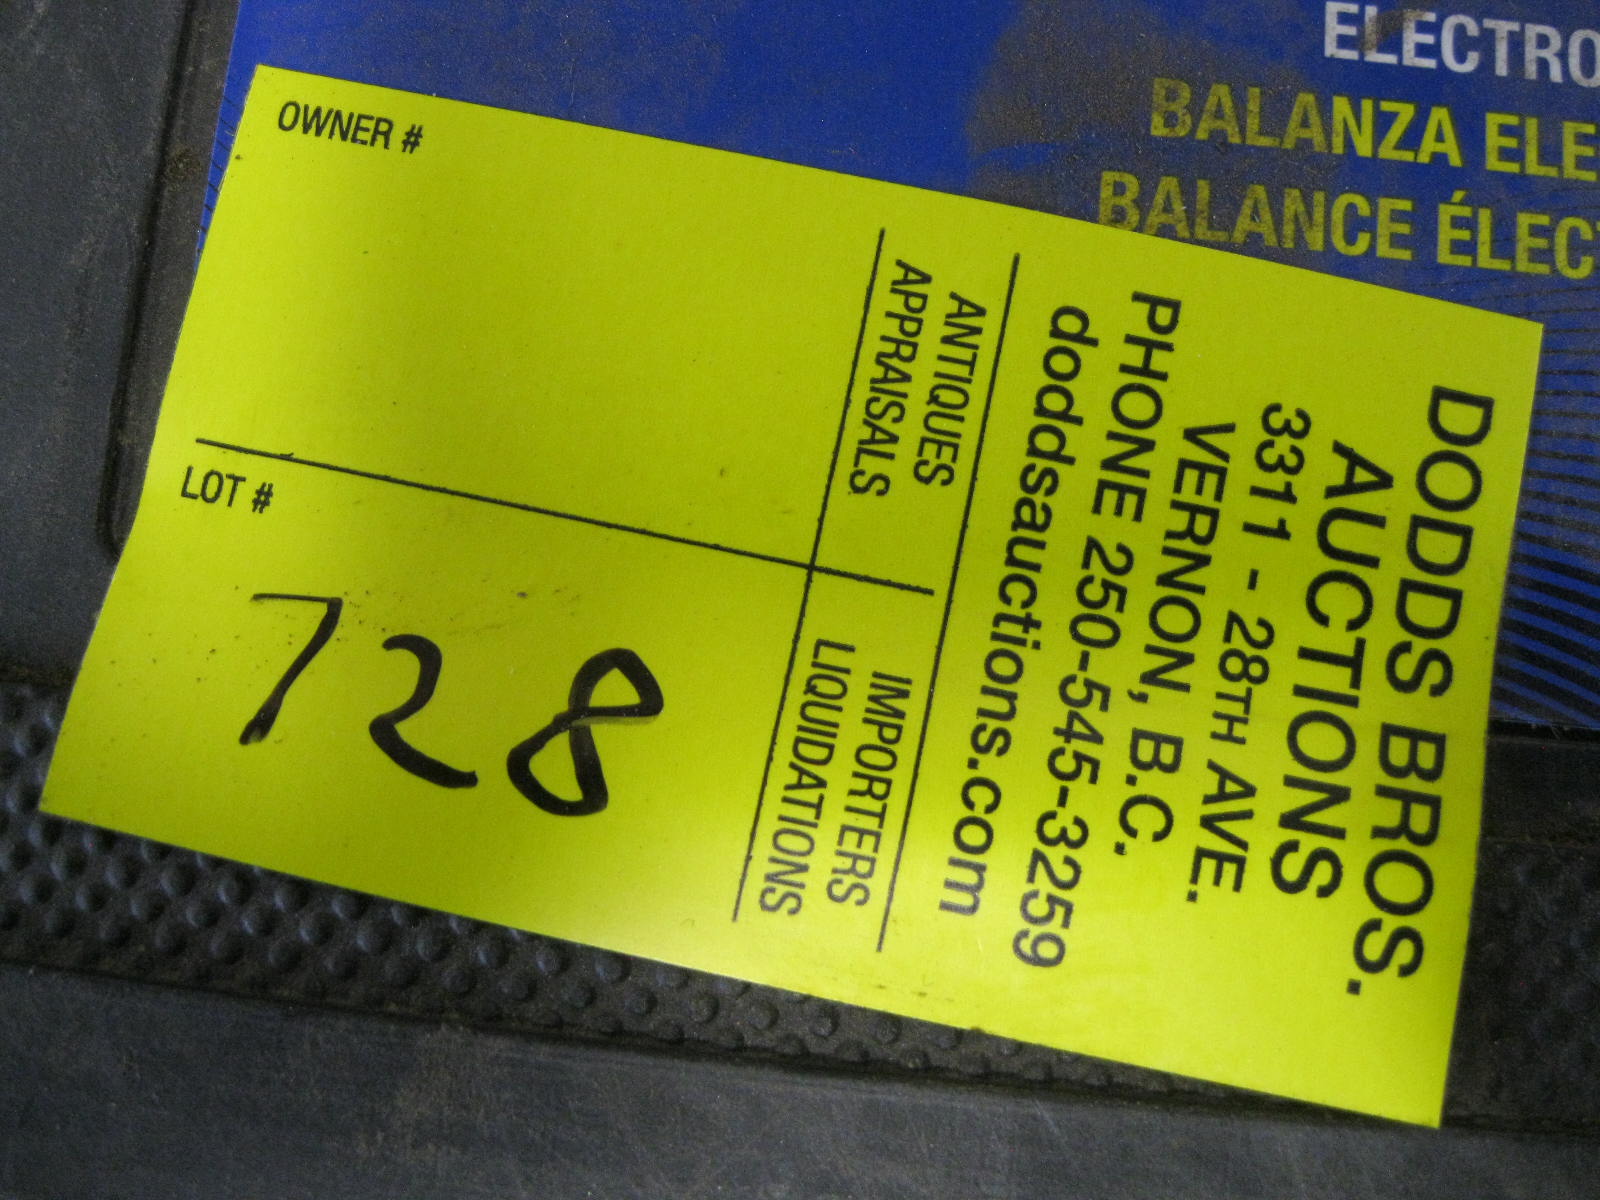 ELECTRO
BALANZA ELE
BALANCE ÉLEC
OWNER #
LOT #
728
DODDS BROS.
AUCTIONS
3311 - 28TH AVE.
VERNON, B.C.
PHONE 250-545-3259
doddsauctions.com
ANTIQUES
APPRAISALS
IMPORTERS
LIQUIDATIONS